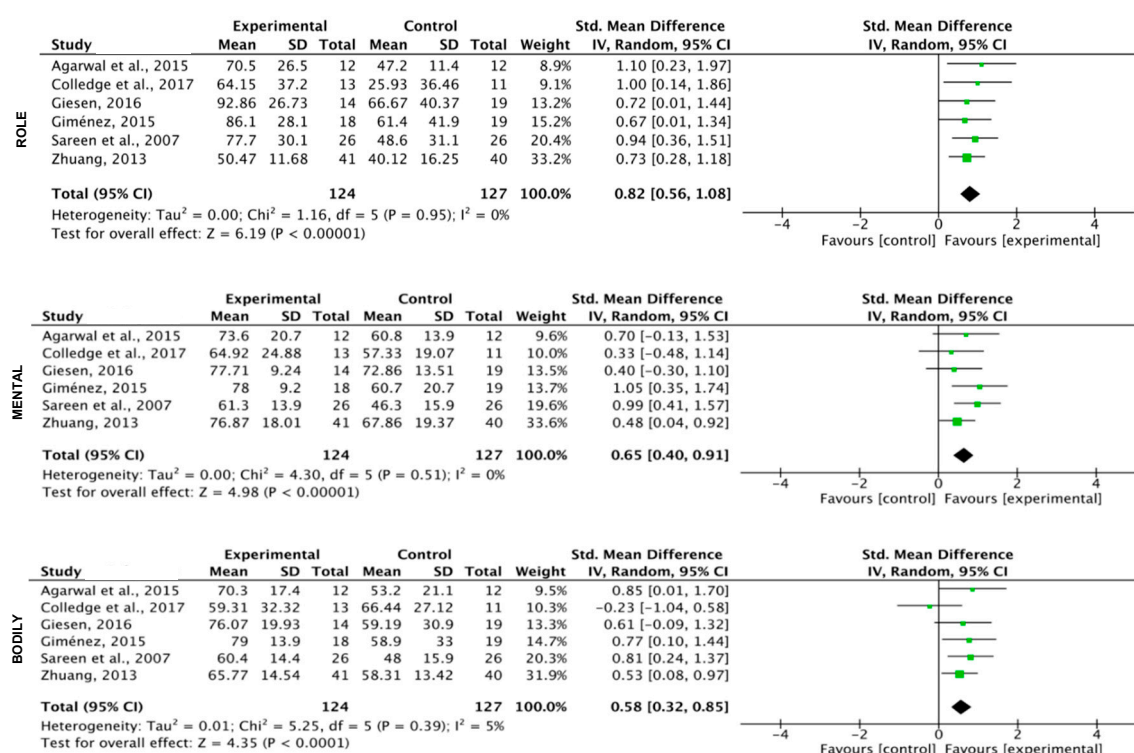 Experimental Control Std. Mean Difference Std. Mean Difference
Study Mean SD Total Mean SD Total Weight IV, Random, 95% CI IV, Random, 95% CI
ROLE
Agarwal et al., 2015 70.5 26.5 12 47.2 11.4 12 8.9% 1.10 [0.23, 1.97]
Colledge et al., 2017 64.15 37.2 13 25.93 36.46 11 9.1% 1.00 [0.14, 1.86]
Giesen, 2016 92.86 26.73 14 66.67 40.37 19 13.2% 0.72 [0.01, 1.44]
Giménez, 2015 86.1 28.1 18 61.4 41.9 19 15.2% 0.67 [0.01, 1.34]
Sareen et al., 2007 77.7 30.1 26 48.6 31.1 26 20.4% 0.94 [0.36, 1.51]
Zhuang, 2013 50.47 11.68 41 40.12 16.25 40 33.2% 0.73 [0.28, 1.18]
Total (95% CI) 124 127 100.0% 0.82 [0.56, 1.08]
Heterogeneity: Tau² = 0.00; Chi² = 1.16, df = 5 (P = 0.95); I² = 0%
Test for overall effect: Z = 6.19 (P < 0.00001)
−4 −2 0 2 4
Favours [control] Favours [experimental]
Experimental Control Std. Mean Difference Std. Mean Difference
Study Mean SD Total Mean SD Total Weight IV, Random, 95% CI IV, Random, 95% CI
MENTAL
Agarwal et al., 2015 73.6 20.7 12 60.8 13.9 12 9.6% 0.70 [−0.13, 1.53]
Colledge et al., 2017 64.92 24.88 13 57.33 19.07 11 10.0% 0.33 [−0.48, 1.14]
Giesen, 2016 77.71 9.24 14 72.86 13.51 19 13.5% 0.40 [−0.30, 1.10]
Giménez, 2015 78 9.2 18 60.7 20.7 19 13.7% 1.05 [0.35, 1.74]
Sareen et al., 2007 61.3 13.9 26 46.3 15.9 26 19.6% 0.99 [0.41, 1.57]
Zhuang, 2013 76.87 18.01 41 67.86 19.37 40 33.6% 0.48 [0.04, 0.92]
Total (95% CI) 124 127 100.0% 0.65 [0.40, 0.91]
Heterogeneity: Tau² = 0.00; Chi² = 4.30, df = 5 (P = 0.51); I² = 0%
Test for overall effect: Z = 4.98 (P < 0.00001)
−4 −2 0 2 4
Favours [control] Favours [experimental]
Experimental Control Std. Mean Difference Std. Mean Difference
Study Mean SD Total Mean SD Total Weight IV, Random, 95% CI IV, Random, 95% CI
BODILY
Agarwal et al., 2015 70.3 17.4 12 53.2 21.1 12 9.5% 0.85 [0.01, 1.70]
Colledge et al., 2017 59.31 32.32 13 66.44 27.12 11 10.3% −0.23 [−1.04, 0.58]
Giesen, 2016 76.07 19.93 14 59.19 30.9 19 13.3% 0.61 [−0.09, 1.32]
Giménez, 2015 79 13.9 18 58.9 33 19 14.7% 0.77 [0.10, 1.44]
Sareen et al., 2007 60.4 14.4 26 48 15.9 26 20.3% 0.81 [0.24, 1.37]
Zhuang, 2013 65.77 14.54 41 58.31 13.42 40 31.9% 0.53 [0.08, 0.97]
Total (95% CI) 124 127 100.0% 0.58 [0.32, 0.85]
Heterogeneity: Tau² = 0.01; Chi² = 5.25, df = 5 (P = 0.39); I² = 5%
Test for overall effect: Z = 4.35 (P < 0.0001)
−4 −2 0 2 4
Favours [control] Favours [experimental]